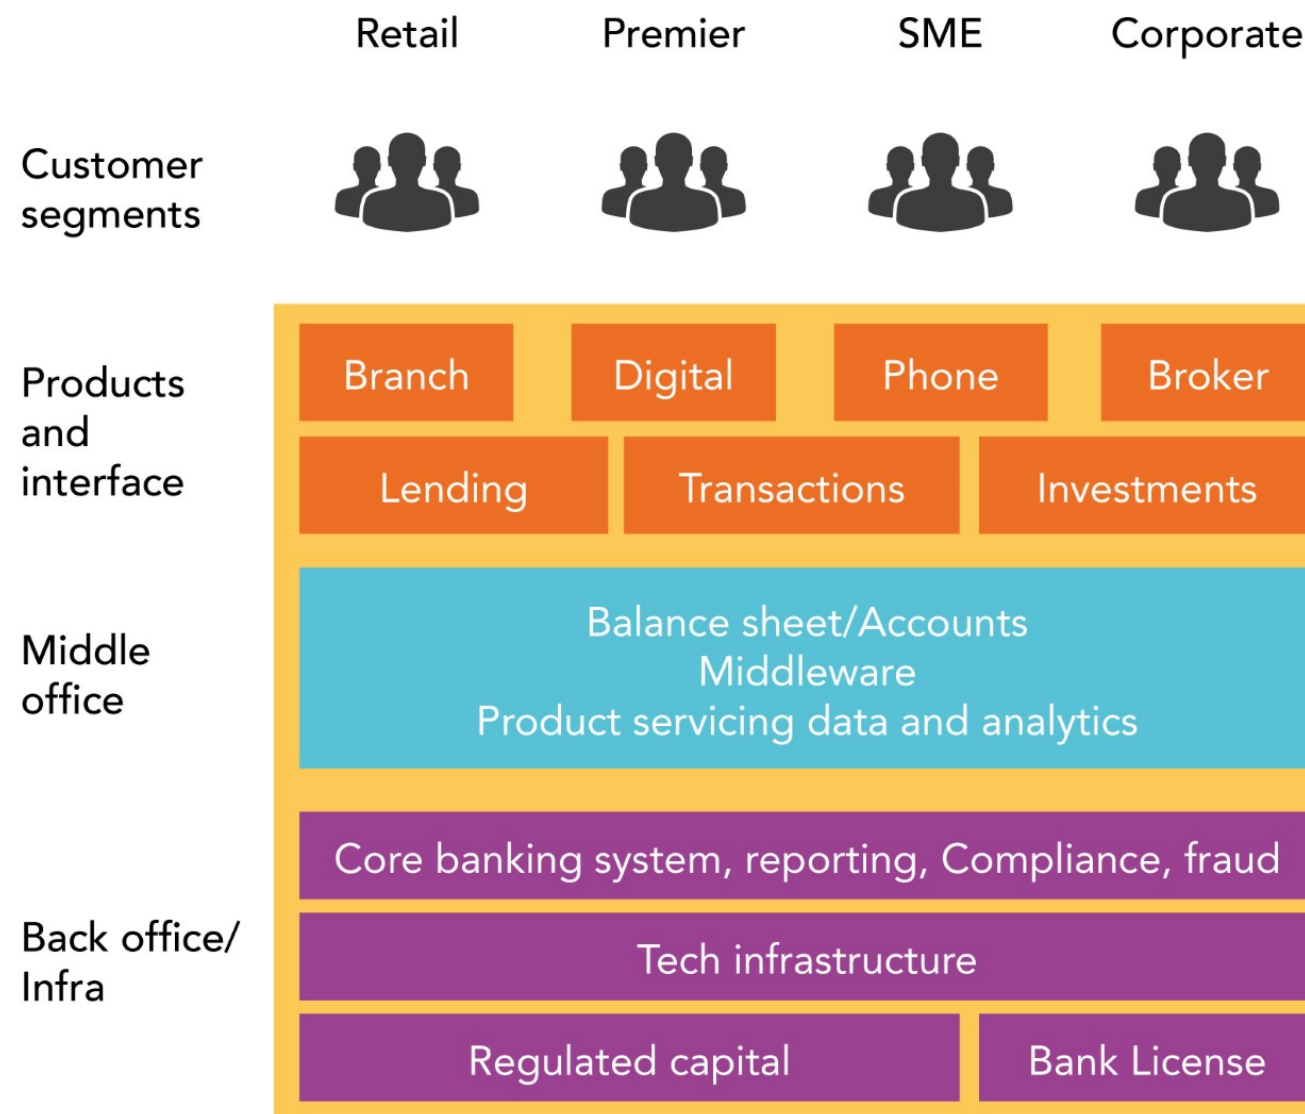 Retail Premier SME Corporate
Customer
segments
Branch Digital Phone Broker
Products
and
interface
Lending Transactions Investments
Middle
office
Balance sheet/Accounts
Middleware
Product servicing data and analytics
Back office/
Infra
Core banking system, reporting, Compliance, fraud
Tech infrastructure
Regulated capital Bank License